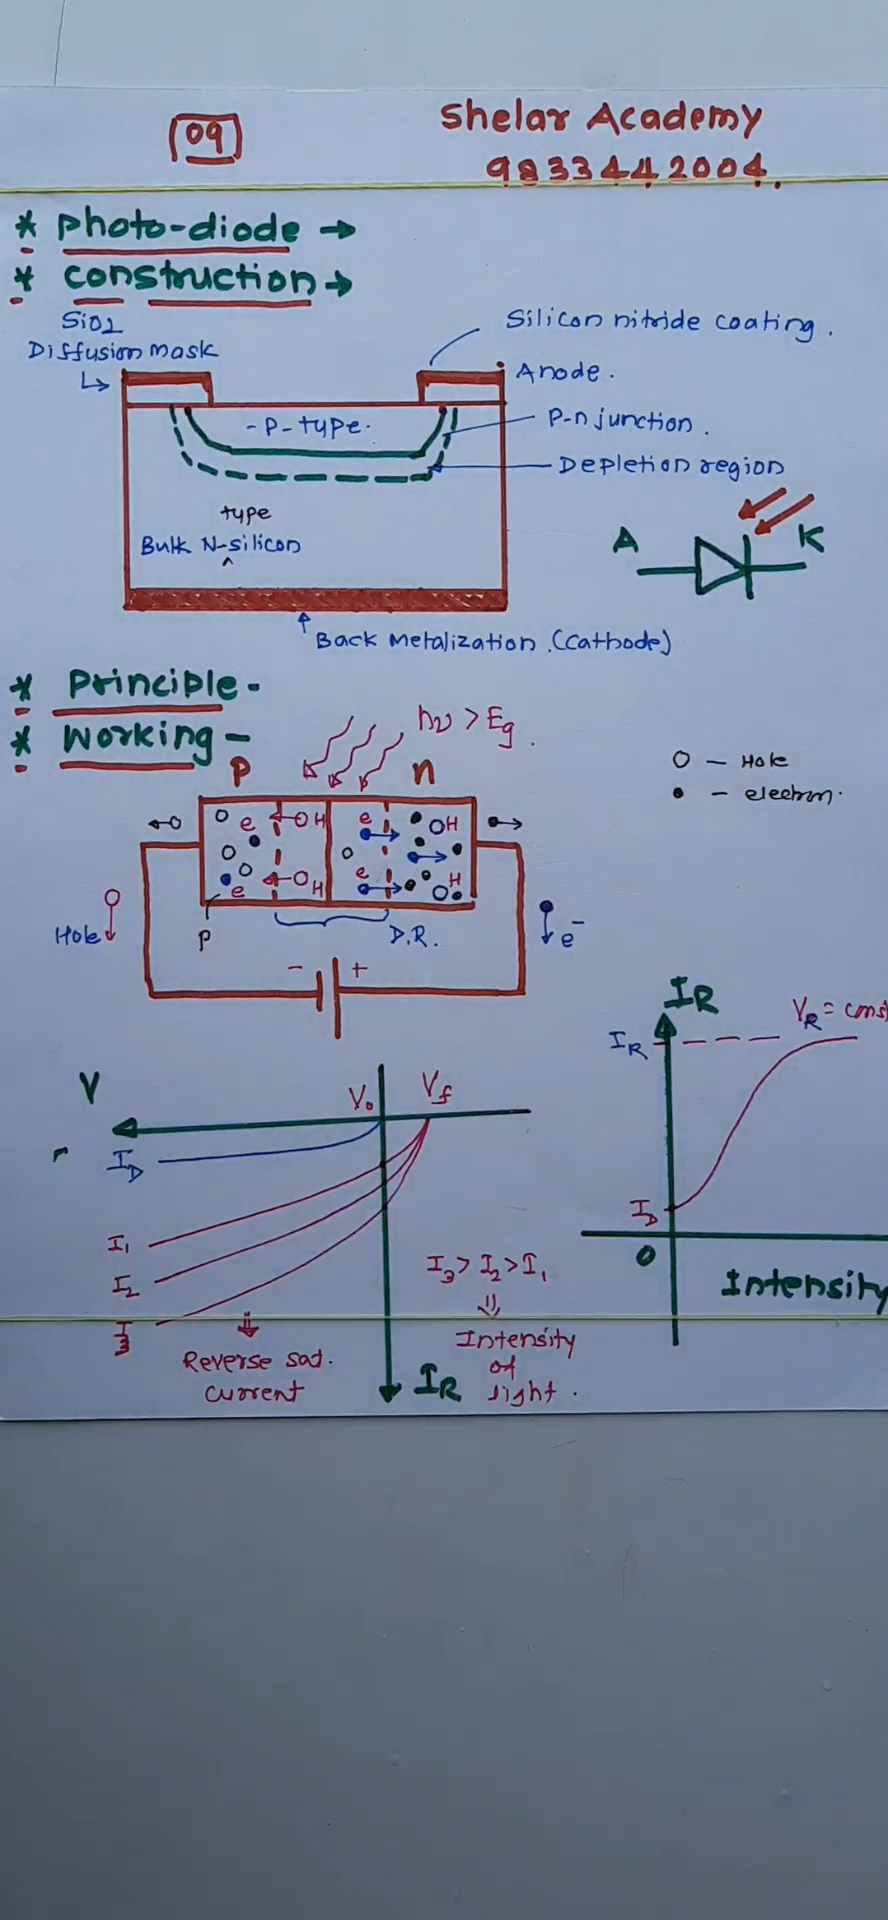 09
Shelar Academy
9833442004.
* Photo-diode →
* Construction →
SiO2
Diffusion mask
Silicon nitride coating.
Anode.
- P-type.
P-n junction.
Depletion region
type
Bulk N-silicon
A
K
Back Metalization (Cathode)
* Principle -
* Working -
hν > Eg.
P
n
O - Hole
● - electron.
e
H
e
H
e
H
e
H
P
D.R.
Hole
e⁻
- +
V
V₀
Vf
ID
I1
I2
I3
Reverse sat.
current
IR
I3 > I2 > I1
Intensity
of
light.
IR
VR =
IR
ID
O
Intensity